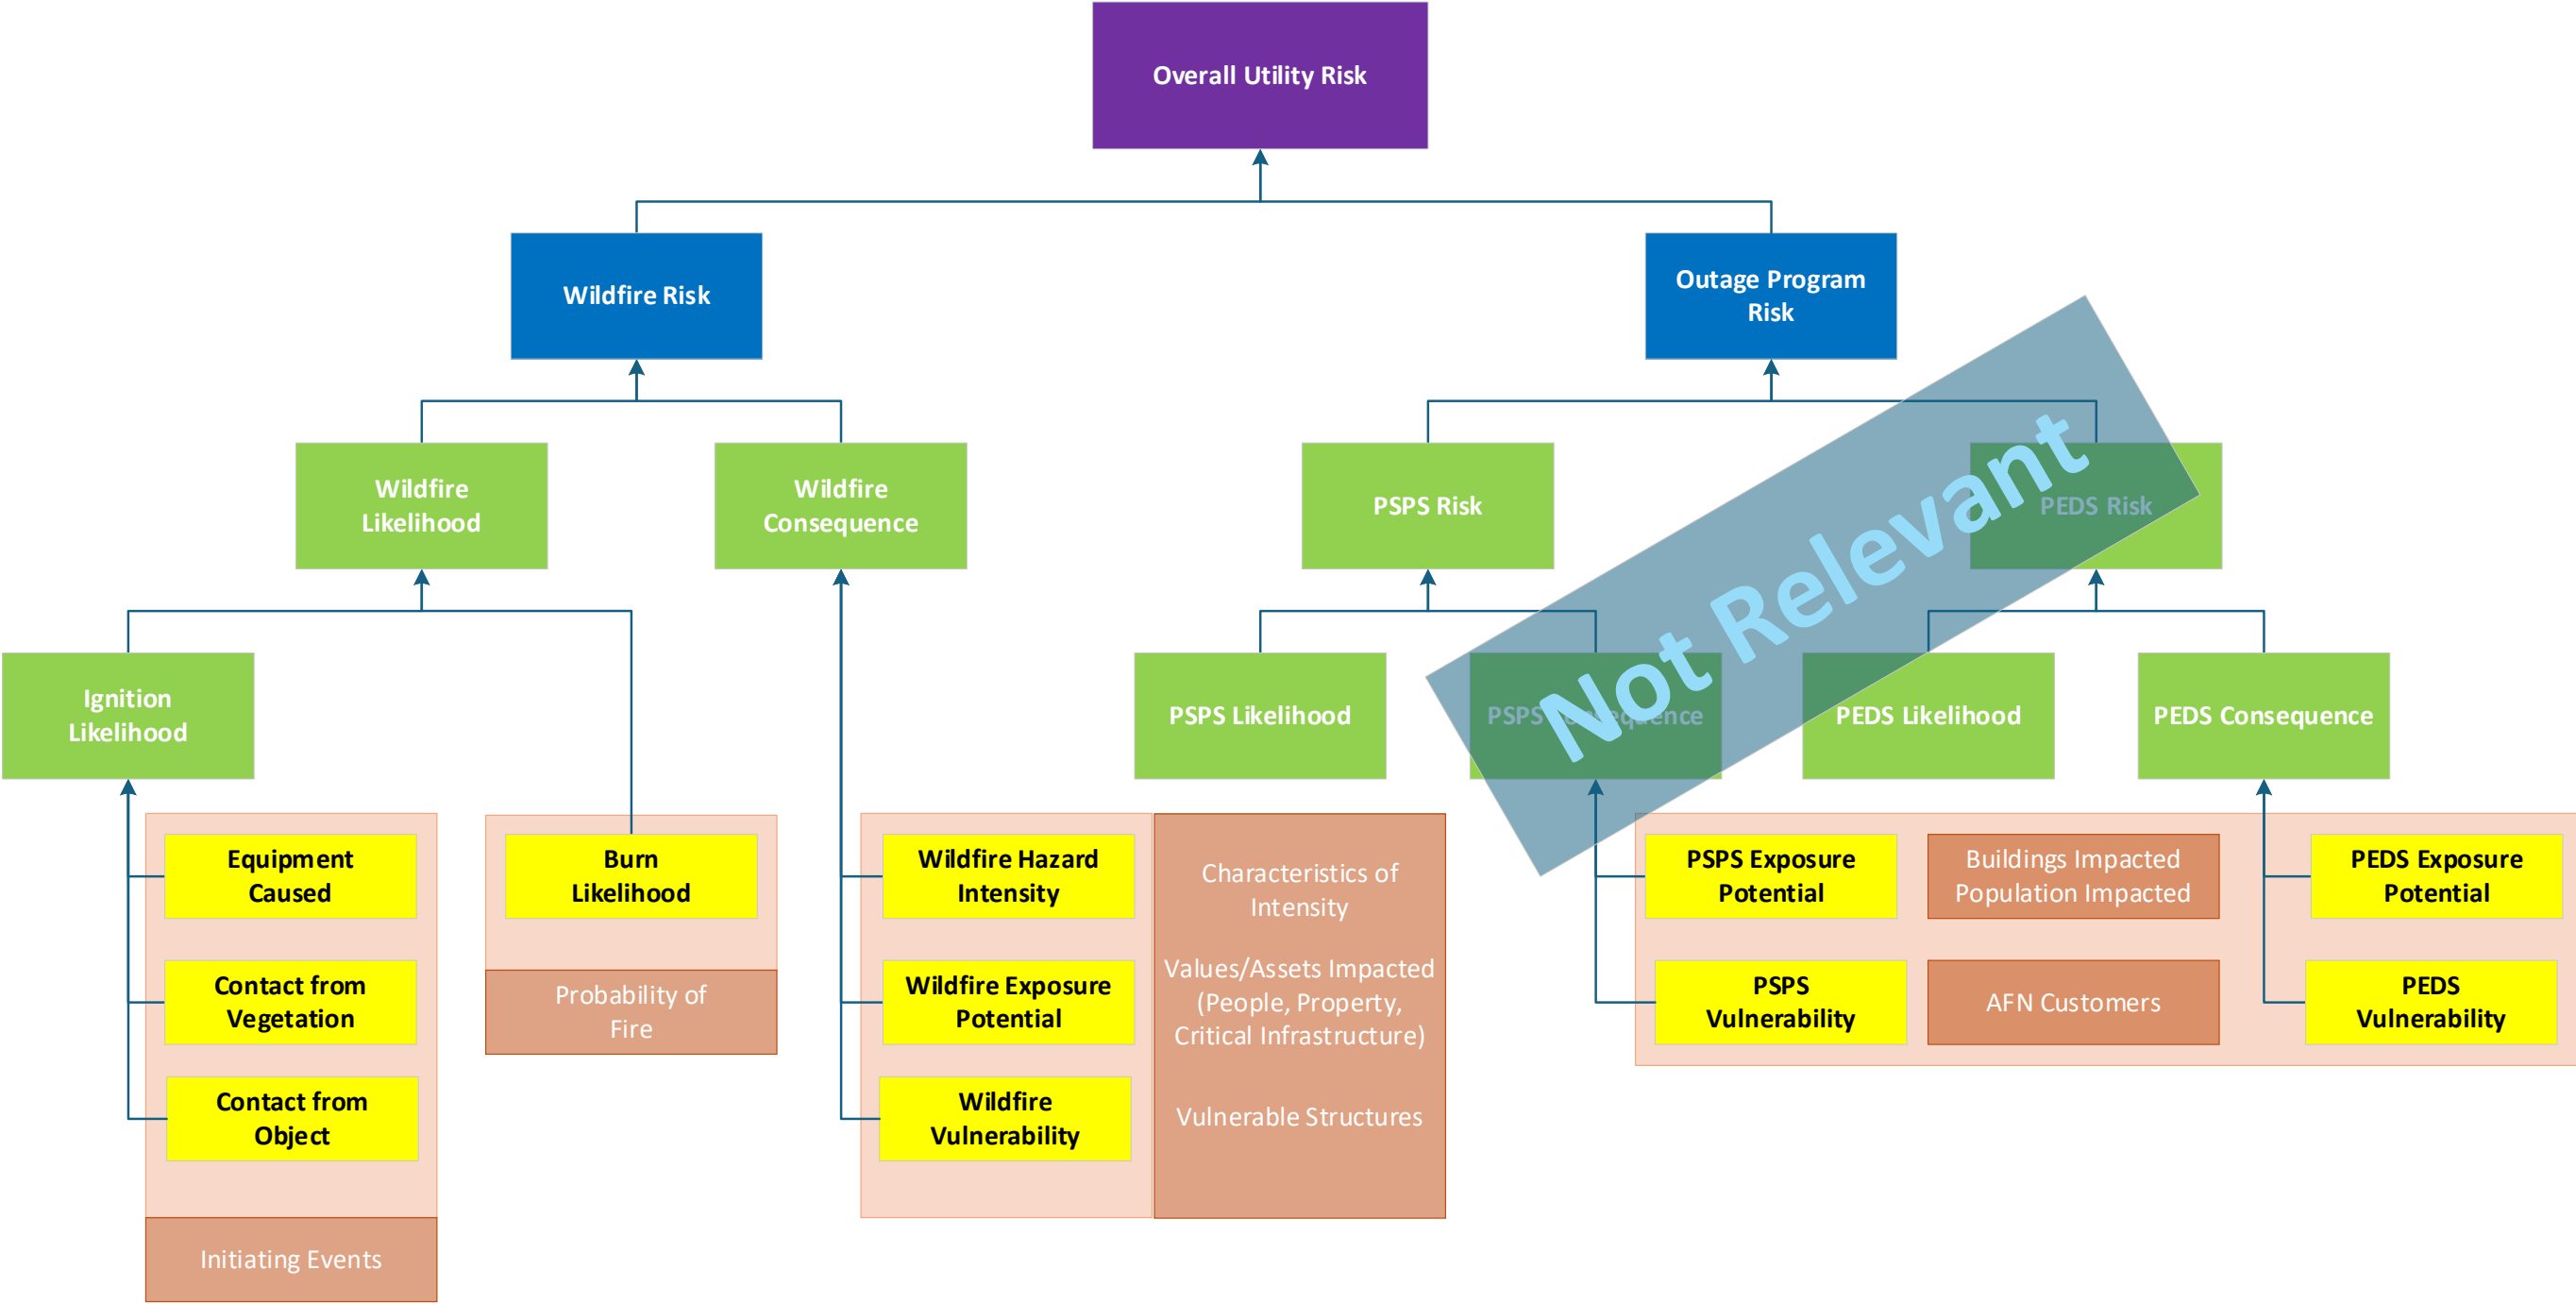 Overall Utility Risk
Wildfire Risk
Outage Program
Risk
Wildfire
Likelihood
Wildfire
Consequence
PSPS Risk
PEDS Risk
Not Relevant
Ignition
Likelihood
PSPS Likelihood
PSPS Consequence
PEDS Likelihood
PEDS Consequence
Equipment
Caused
Contact from
Vegetation
Contact from
Object
Initiating Events
Burn
Likelihood
Probability of
Fire
Wildfire Hazard
Intensity
Wildfire Exposure
Potential
Wildfire
Vulnerability
Characteristics of
Intensity
Values/Assets Impacted
(People, Property,
Critical Infrastructure)
Vulnerable Structures
PSPS Exposure
Potential
PSPS
Vulnerability
Buildings Impacted
Population Impacted
AFN Customers
PEDS Exposure
Potential
PEDS
Vulnerability